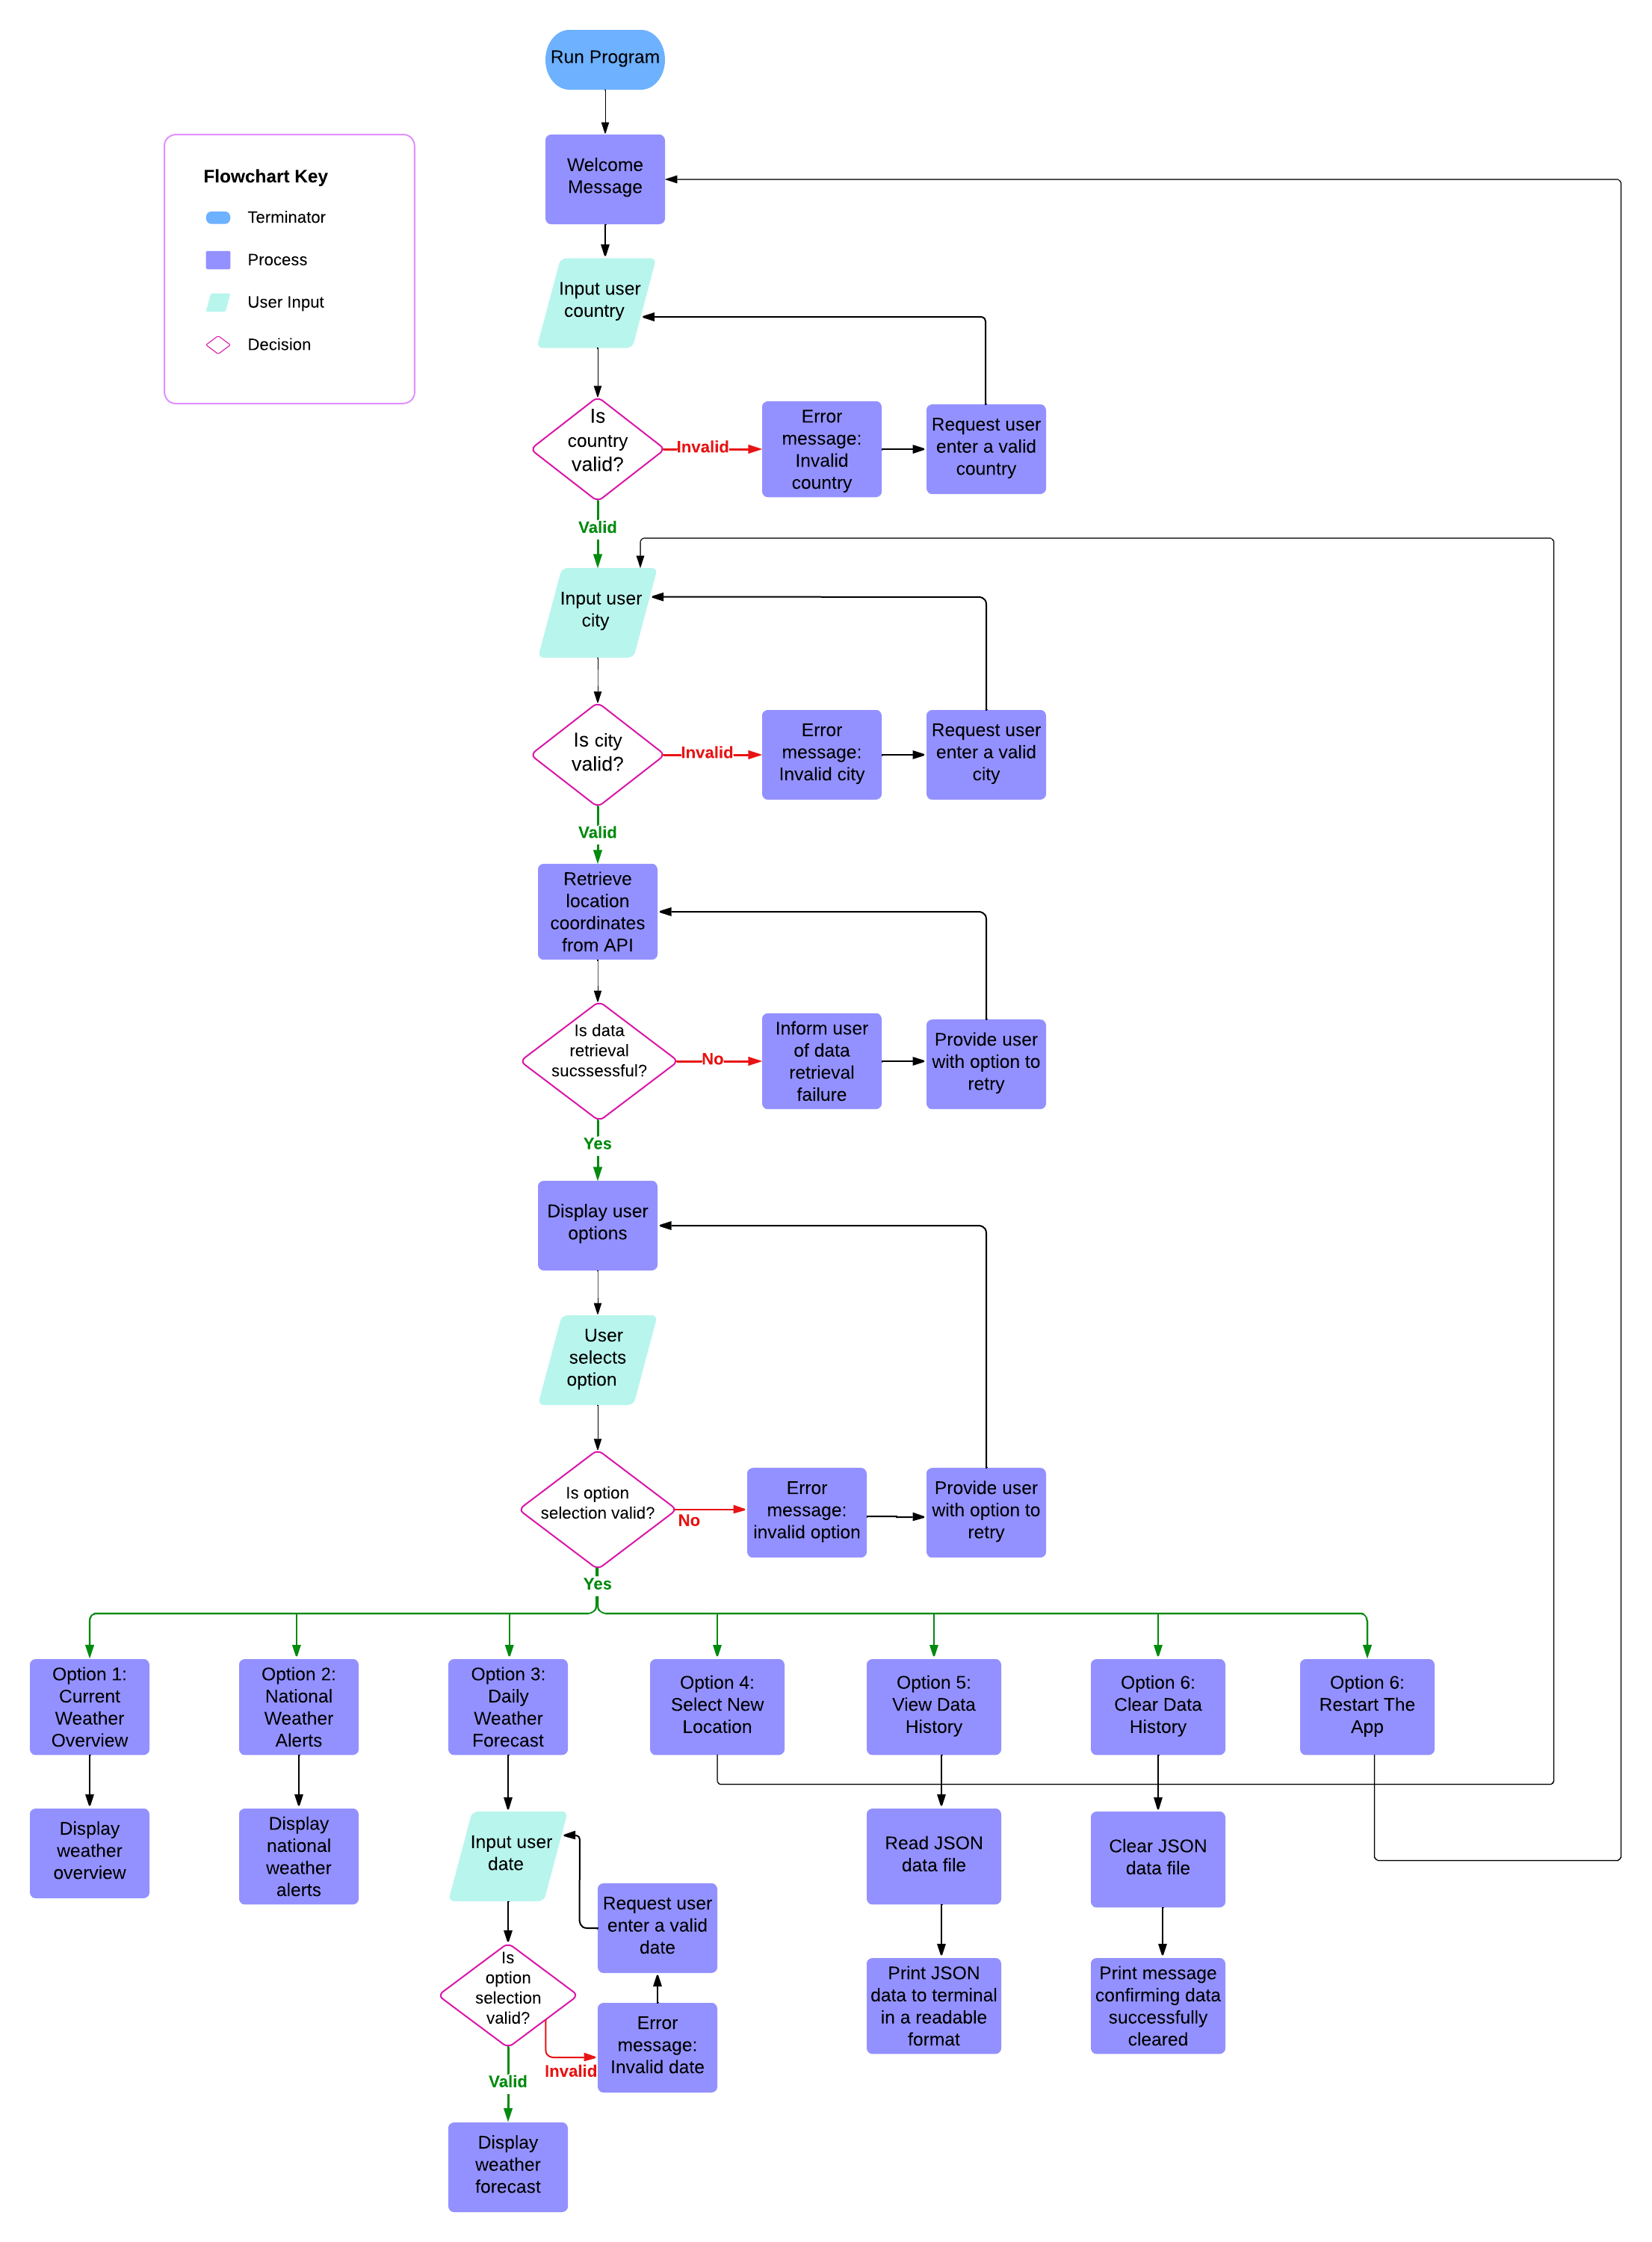 Run Program
Flowchart Key
Terminator
Process
User Input
Decision
Welcome
Message
Input user
country
Is
country
valid?
Invalid
Error
message:
Invalid
country
Request user
enter a valid
country
Valid
Input user
city
Is city
valid?
Invalid
Error
message:
Invalid city
Request user
enter a valid
city
Valid
Retrieve
location
coordinates
from API
Is data
retrieval
sucssessful?
No
Inform user
of data
retrieval
failure
Provide user
with option to
retry
Yes
Display user
options
User
selects
option
Is option
selection valid?
No
Error
message:
invalid option
Provide user
with option to
retry
Yes
Option 1:
Current
Weather
Overview
Option 2:
National
Weather
Alerts
Option 3:
Daily
Weather
Forecast
Option 4:
Select New
Location
Option 5:
View Data
History
Option 6:
Clear Data
History
Option 6:
Restart The
App
Display
weather
overview
Display
national
weather
alerts
Input user
date
Read JSON
data file
Clear JSON
data file
Request user
enter a valid
date
Is
option
selection
valid?
Invalid
Error
message:
Invalid date
Print JSON
data to terminal
in a readable
format
Print message
confirming data
successfully
cleared
Valid
Display
weather
forecast